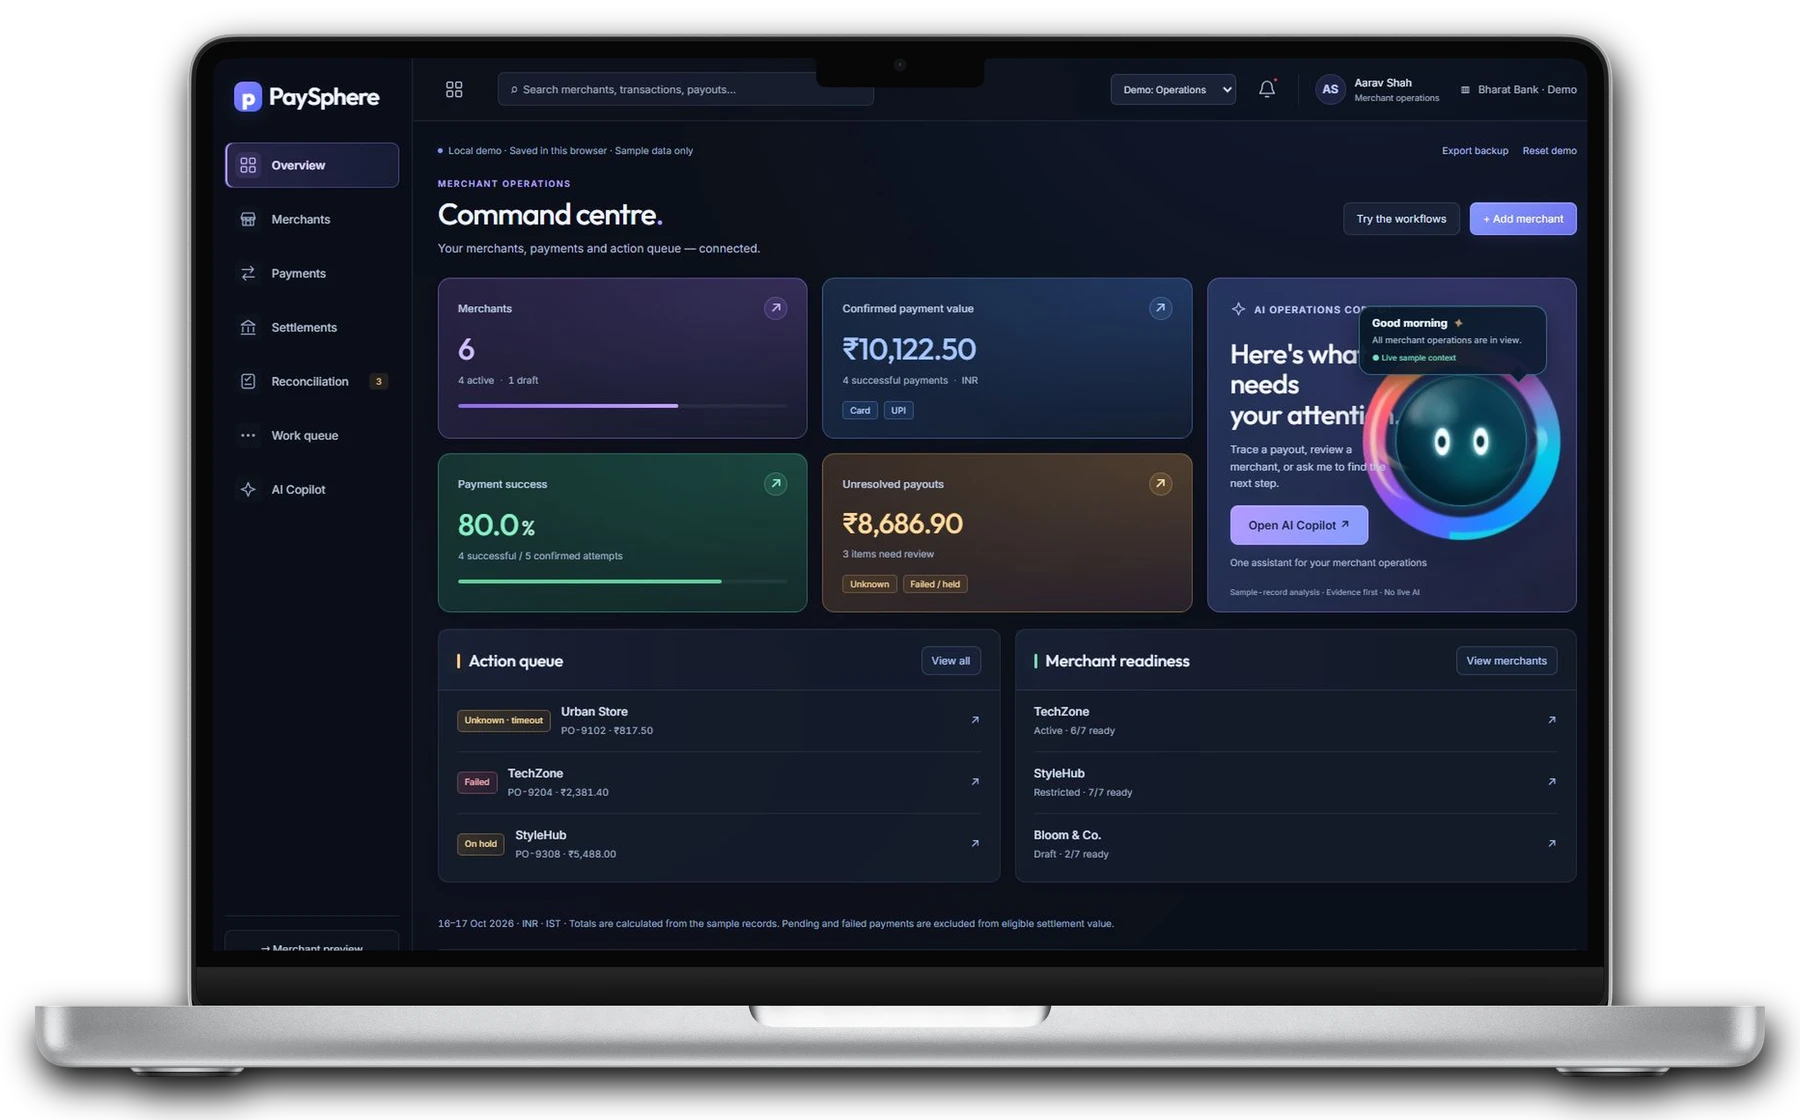 PaySphere
Search merchants, transactions, payouts...
Demo: Operations
AS
Aarav Shah
Merchant operations
Bharat Bank · Demo
Overview
Merchants
Payments
Settlements
Reconciliation 3
Work queue
AI Copilot
Local demo · Saved in this browser · Sample data only
Export backup
Reset demo
MERCHANT OPERATIONS
Command centre.
Your merchants, payments and action queue — connected.
Try the workflows
+ Add merchant
Merchants
6
4 active · 1 draft
Confirmed payment value
₹10,122.50
4 successful payments · INR
Card UPI
Payment success
80.0%
4 successful / 5 confirmed attempts
Unresolved payouts
₹8,686.90
3 items need review
Unknown Failed / held
AI OPERATIONS
Good morning
All merchant operations are in view.
Live sample context
Here's what
needs
your
Trace a payout, review a
merchant, or ask me to find the
next step.
Open AI Copilot ↗
One assistant for your merchant operations
Sample-record analysis · Evidence first · No live AI
Action queue
View all
Unknown · timeout
Urban Store
PO-9102 · ₹817.50
Failed
TechZone
PO-9204 · ₹2,381.40
On hold
StyleHub
PO-9308 · ₹5,488.00
Merchant readiness
View merchants
TechZone
Active · 6/7 ready
StyleHub
Restricted · 7/7 ready
Bloom & Co.
Draft · 2/7 ready
16–17 Oct 2026 · INR · IST · Totals are calculated from the sample records. Pending and failed payments are excluded from eligible settlement value.
→ Merchant preview